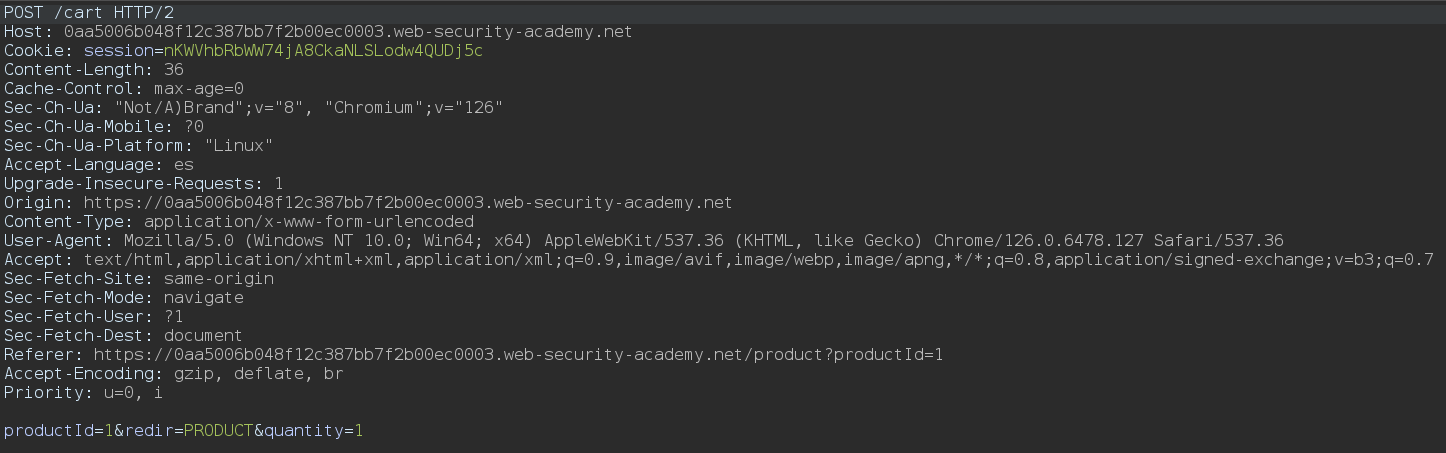 POST /cart HTTP/2
Host: 0aa5006b048f12c387bb7f2b00ec0003.web-security-academy.net
Cookie: session=nKWVhbRbWW74jA8CkaNLSLodw4QUDj5c
Content-Length: 36
Cache-Control: max-age=0
Sec-Ch-Ua: "Not/A)Brand";v="8", "Chromium";v="126"
Sec-Ch-Ua-Mobile: ?0
Sec-Ch-Ua-Platform: "Linux"
Accept-Language: es
Upgrade-Insecure-Requests: 1
Origin: https://0aa5006b048f12c387bb7f2b00ec0003.web-security-academy.net
Content-Type: application/x-www-form-urlencoded
User-Agent: Mozilla/5.0 (Windows NT 10.0; Win64; x64) AppleWebKit/537.36 (KHTML, like Gecko) Chrome/126.0.6478.127 Safari/537.36
Accept: text/html,application/xhtml+xml,application/xml;q=0.9,image/avif,image/webp,image/apng,*/*;q=0.8,application/signed-exchange;v=b3;q=0.7
Sec-Fetch-Site: same-origin
Sec-Fetch-Mode: navigate
Sec-Fetch-User: ?1
Sec-Fetch-Dest: document
Referer: https://0aa5006b048f12c387bb7f2b00ec0003.web-security-academy.net/product?productId=1
Accept-Encoding: gzip, deflate, br
Priority: u=0, i
productId=1&redir=PRODUCT&quantity=1